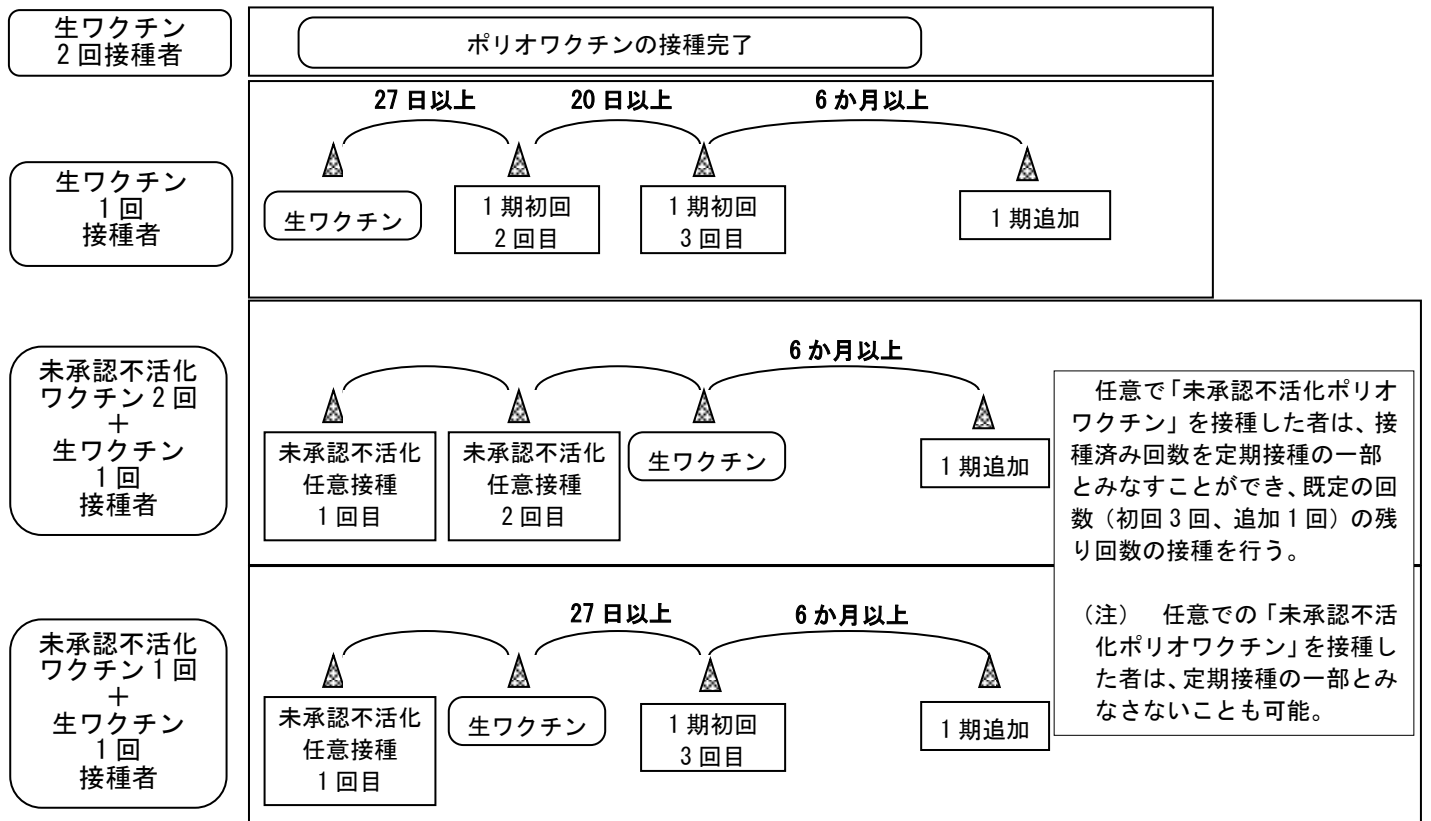 生ワクチン
2回接種者
ポリオワクチンの接種完了
27日以上
20日以上
6か月以上
生ワクチン
1回
接種者
生ワクチン
1期初回
2回目
1期初回
3回目
1期追加
6か月以上
未承認不活化
ワクチン2回
+
生ワクチン
1回
接種者
未承認不活化
任意接種
1回目
未承認不活化
任意接種
2回目
生ワクチン
1期追加
任意で「未承認不活化ポリオ
ワクチン」を接種した者は、接
種済み回数を定期接種の一部
とみなすことができ、既定の回
数(初回3回、追加1回)の残
り回数の接種を行う。
(注) 任意での「未承認不活
化ポリオワクチン」を接種し
た者は、定期接種の一部とみ
なさないことも可能。
27日以上
6か月以上
未承認不活化
ワクチン1回
+
生ワクチン
1回
接種者
未承認不活化
任意接種
1回目
生ワクチン
1期初回
3回目
1期追加